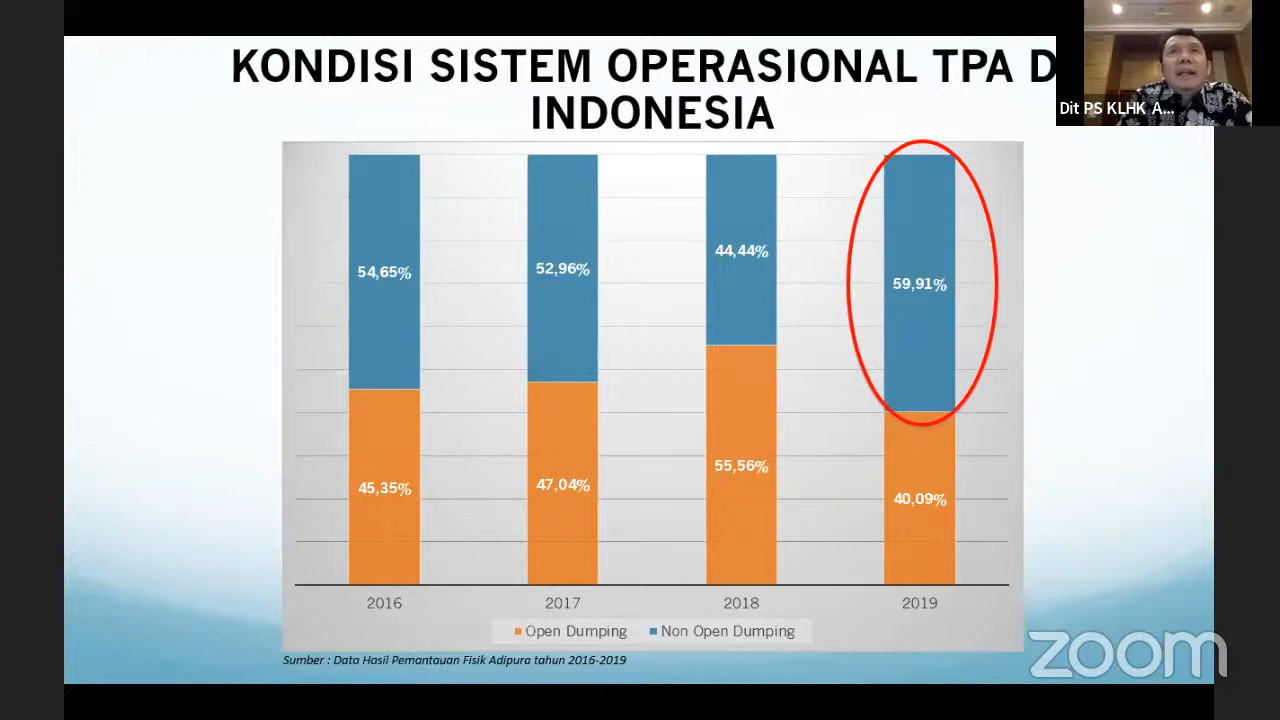 KONDISI SISTEM OPERASIONAL TPA D
INDONESIA
Dit PS KLHK A...
54,65%
52,96%
44,44%
59,91%
45,35%
47,04%
55,56%
40,09%
2016
2017
2018
2019
Open Dumping
Non Open Dumping
Sumber : Data Hasil Pemantauan Fisik Adipura tahun 2016-2019
zoom